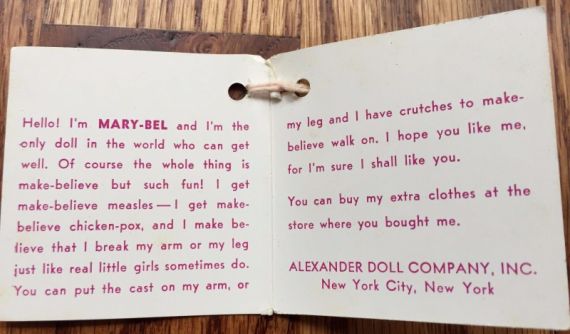 Hello! I'm MARY-BEL and I'm the
only doll in the world who can get
well. Of course the whole thing is
make-believe but such fun! I get
make-believe measles — I get make-
believe chicken-pox, and I make be-
lieve that I break my arm or my leg
just like real little girls sometimes do.
You can put the cast on my arm, or
my leg and I have crutches to make-
believe walk on. I hope you like me,
for I'm sure I shall like you.
You can buy my extra clothes at the
store where you bought me.
ALEXANDER DOLL COMPANY, INC.
New York City, New York